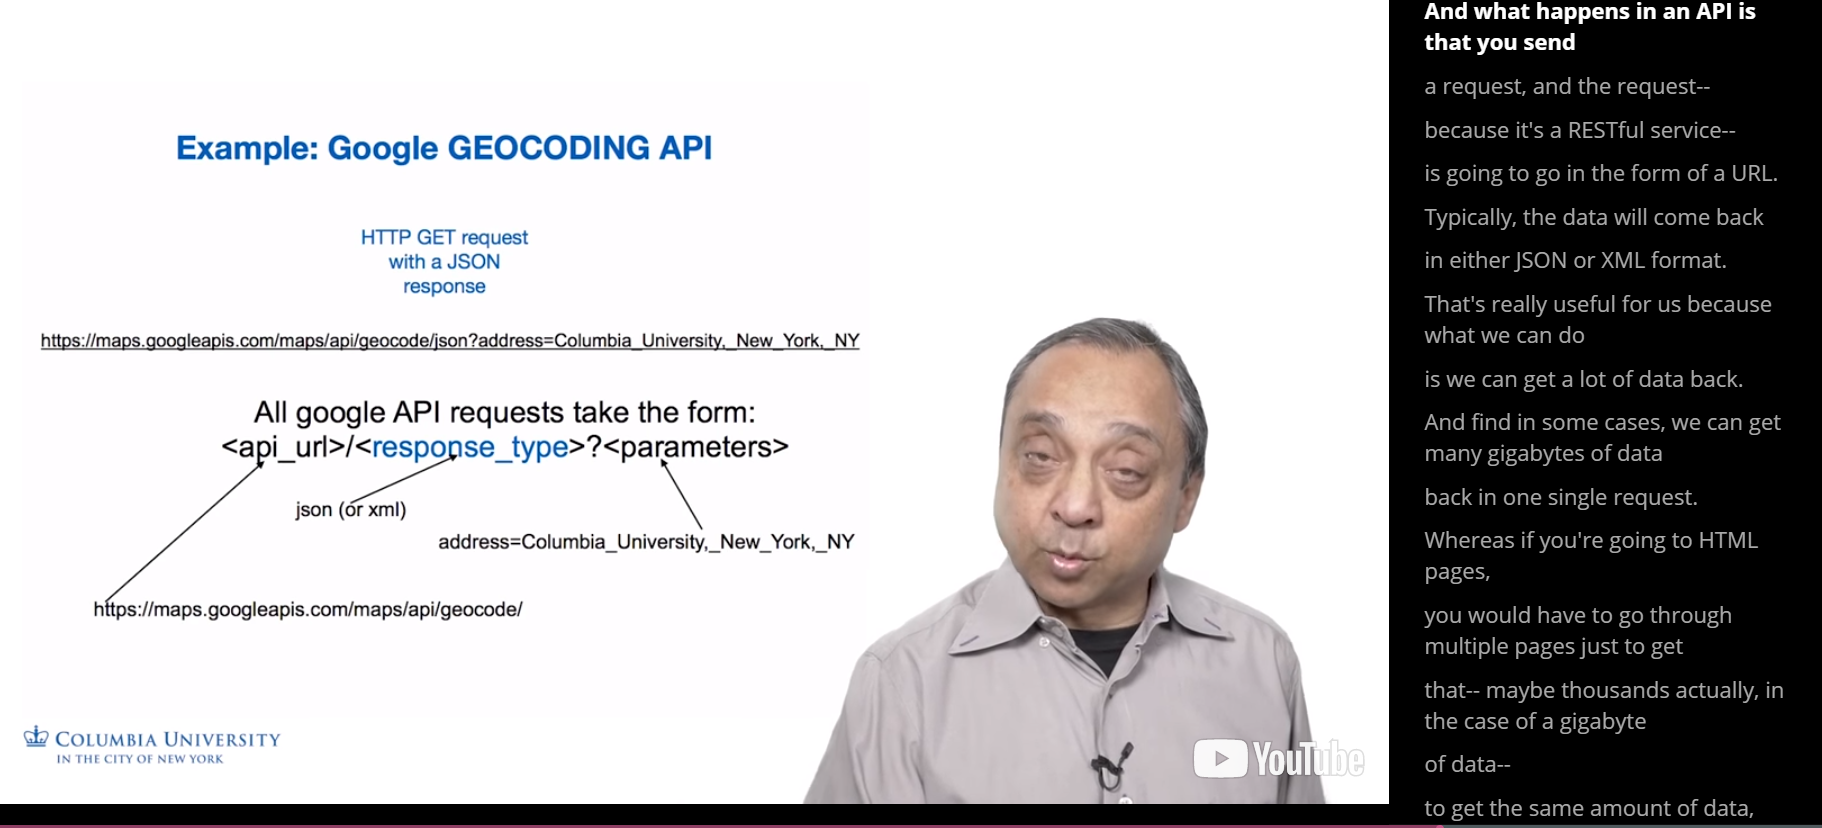 Example: Google GEOCODING API
HTTP GET request
with a JSON
response
https://maps.googleapis.com/maps/api/geocode/json?address=Columbia_University,_New_York,_NY
All google API requests take the form:
<api_url>/<response_type>?<parameters>
json (or xml)
address=Columbia_University,_New_York,_NY
https://maps.googleapis.com/maps/api/geocode/
COLUMBIA UNIVERSITY
IN THE CITY OF NEW YORK
YouTube
And what happens in an API is
that you send
a request, and the request--
because it's a RESTful service--
is going to go in the form of a URL.
Typically, the data will come back
in either JSON or XML format.
That's really useful for us because
what we can do
is we can get a lot of data back.
And find in some cases, we can get
many gigabytes of data
back in one single request.
Whereas if you're going to HTML
pages,
you would have to go through
multiple pages just to get
that-- maybe thousands actually, in
the case of a gigabyte
of data--
to get the same amount of data,